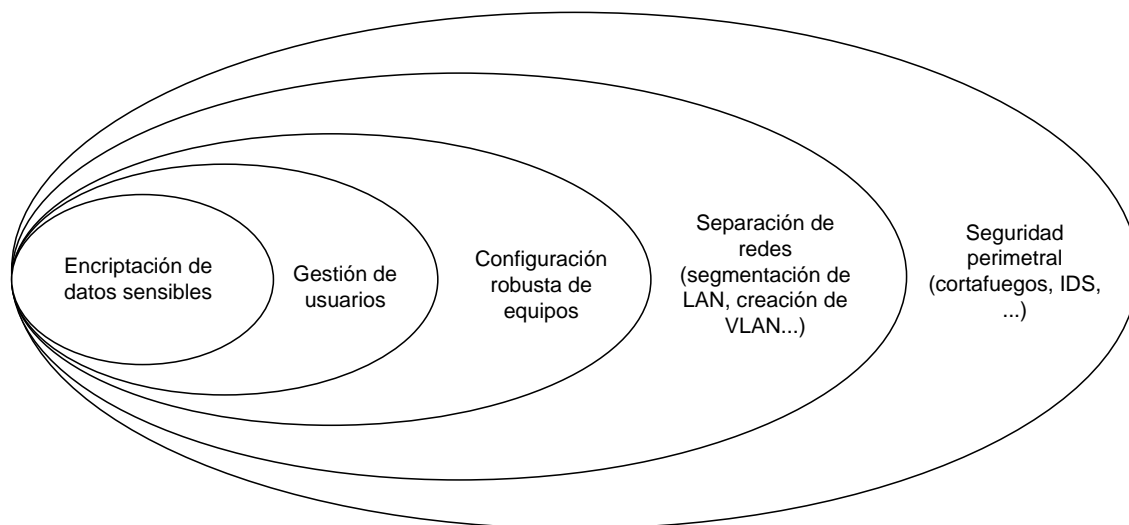 Encriptación de
datos sensibles
Gestión de
usuarios
Configuración
robusta de
equipos
Separación de
redes
(segmentación de
LAN, creación de
VLAN...)
Seguridad
perimetral
(cortafuegos, IDS,
...)